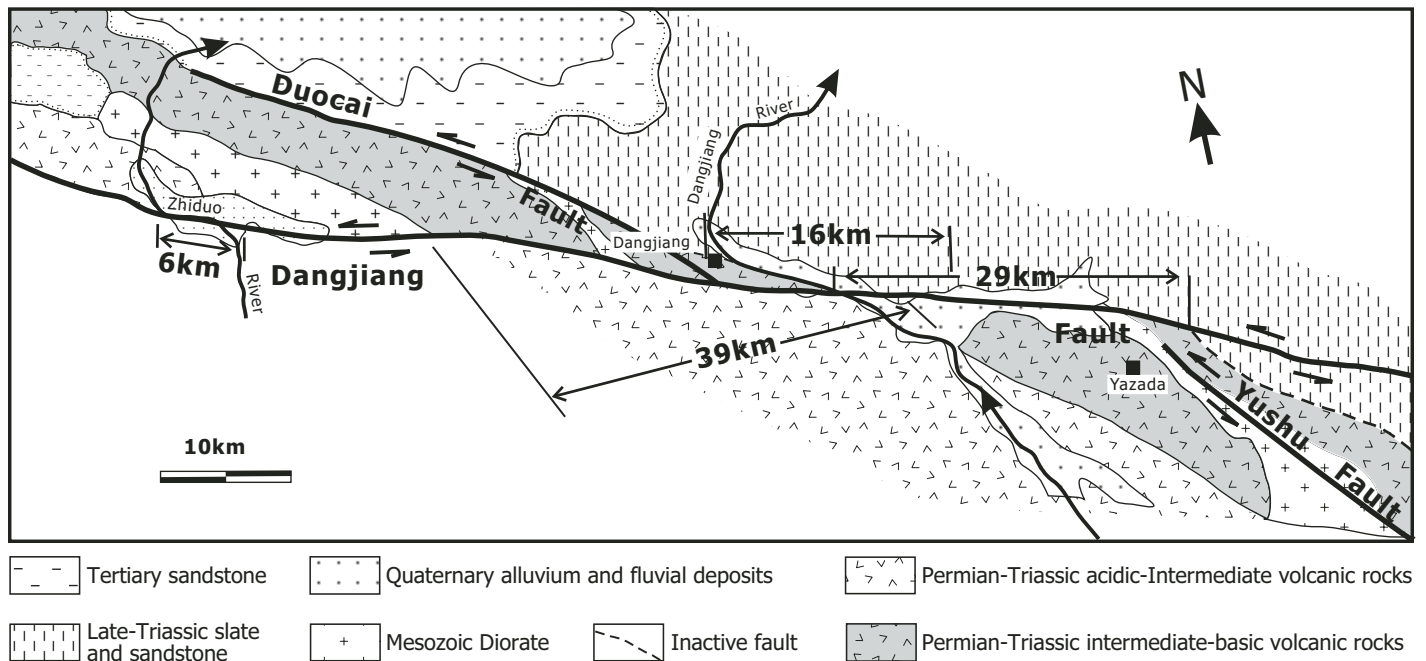 N
Duocai
River
Dangjiang
Fault
Zhiduo
Dangjiang
16km
6km
Dangjiang
River
29km
Fault
39km
Yazada
Yushu
Fault
10km
Tertiary sandstone
Quaternary alluvium and fluvial deposits
Permian-Triassic acidic-Intermediate volcanic rocks
Late-Triassic slate
and sandstone
Mesozoic Diorate
Inactive fault
Permian-Triassic intermediate-basic volcanic rocks